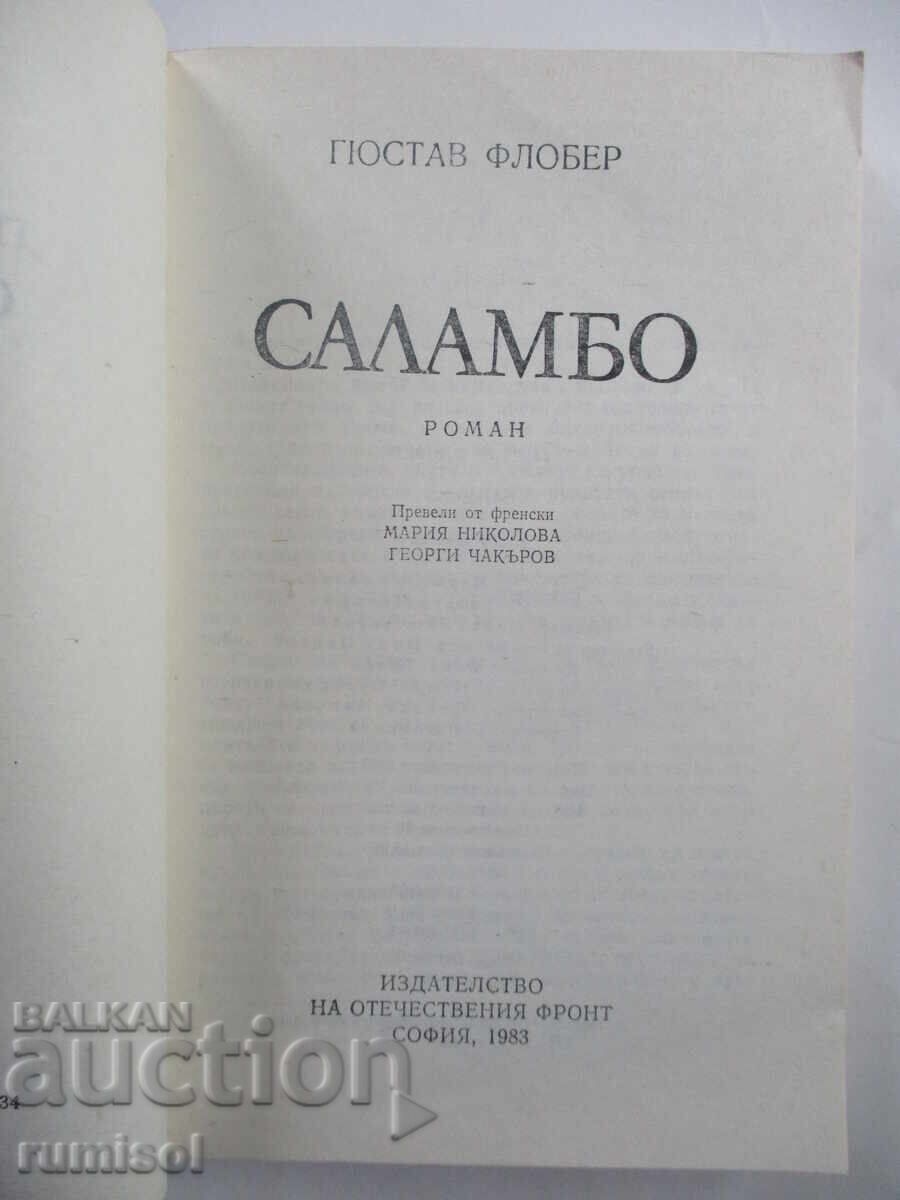 ГЮСТАВ ФЛОБЕР
САЛАМБО
РОМАН
Превели от френски
МАРИЯ НИКОЛОВА
ГЕОРГИ ЧАКЪРОВ
ИЗДАТЕЛСТВО
НА ОТЕЧЕСТВЕНИЯ ФРОНТ
СОФИЯ, 1983
34
BALKAN
auction
rumisol